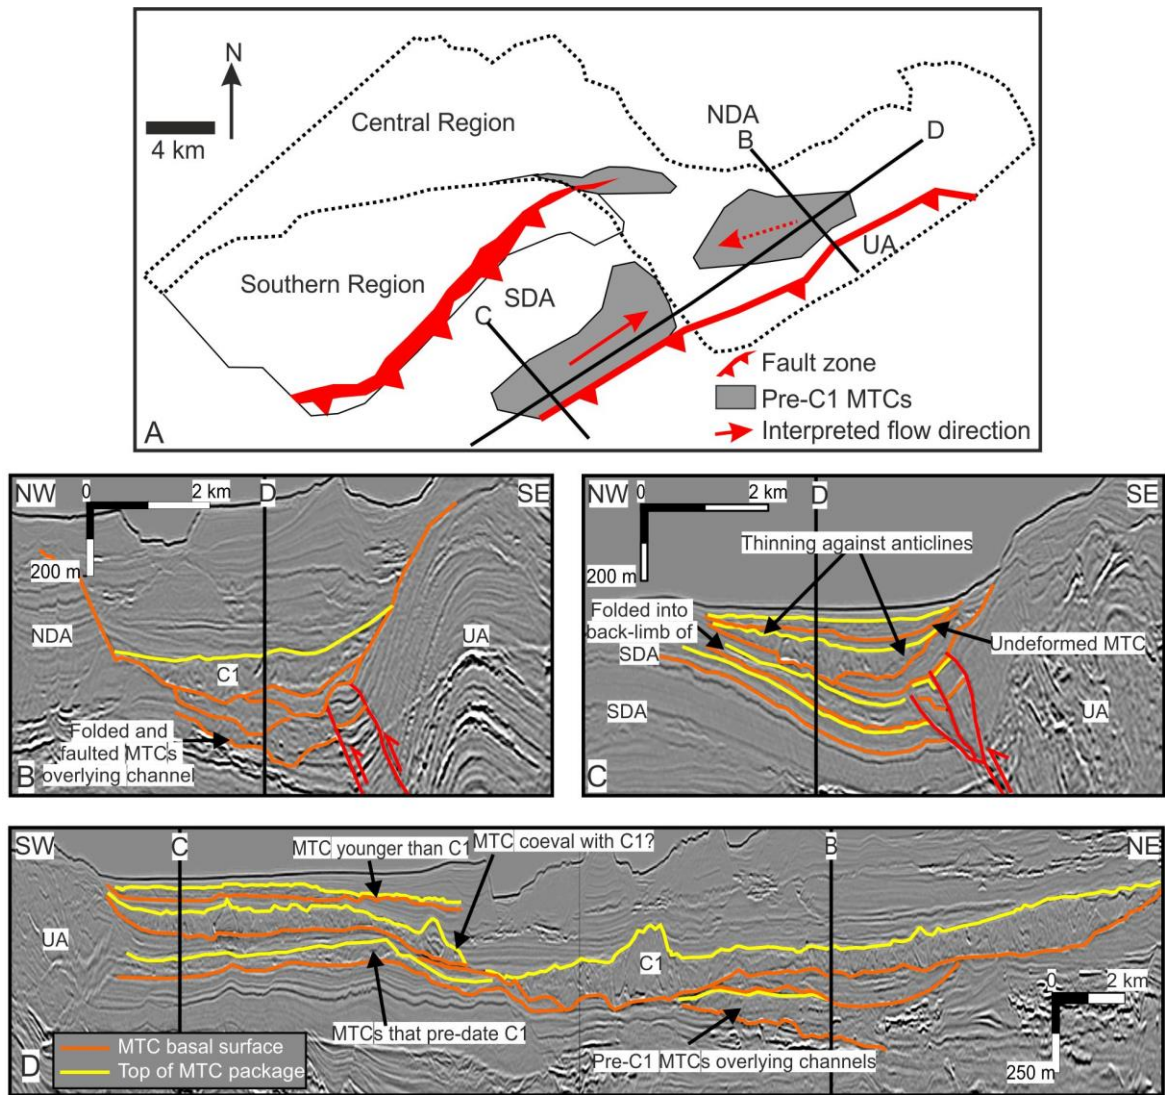 N
4 km
Central Region
NDA
B
D
UA
Southern Region
SDA
C
Fault zone
Pre-C1 MTCs
Interpreted flow direction
A
NW
0
2 km
D
SE
200 m
NDA
UA
C1
Folded and
faulted MTCs
overlying channel
B
NW
0
2 km
D
SE
200 m
Thinning against anticlines
Folded into
back-limb of
SDA
Undeformed MTC
SDA
UA
C
SW
C
MTC younger than C1
MTC coeval with C1?
B
NE
UA
C1
0
2 km
MTCs that pre-date C1
Pre-C1 MTCs overlying channels
250 m
MTC basal surface
Top of MTC package
D